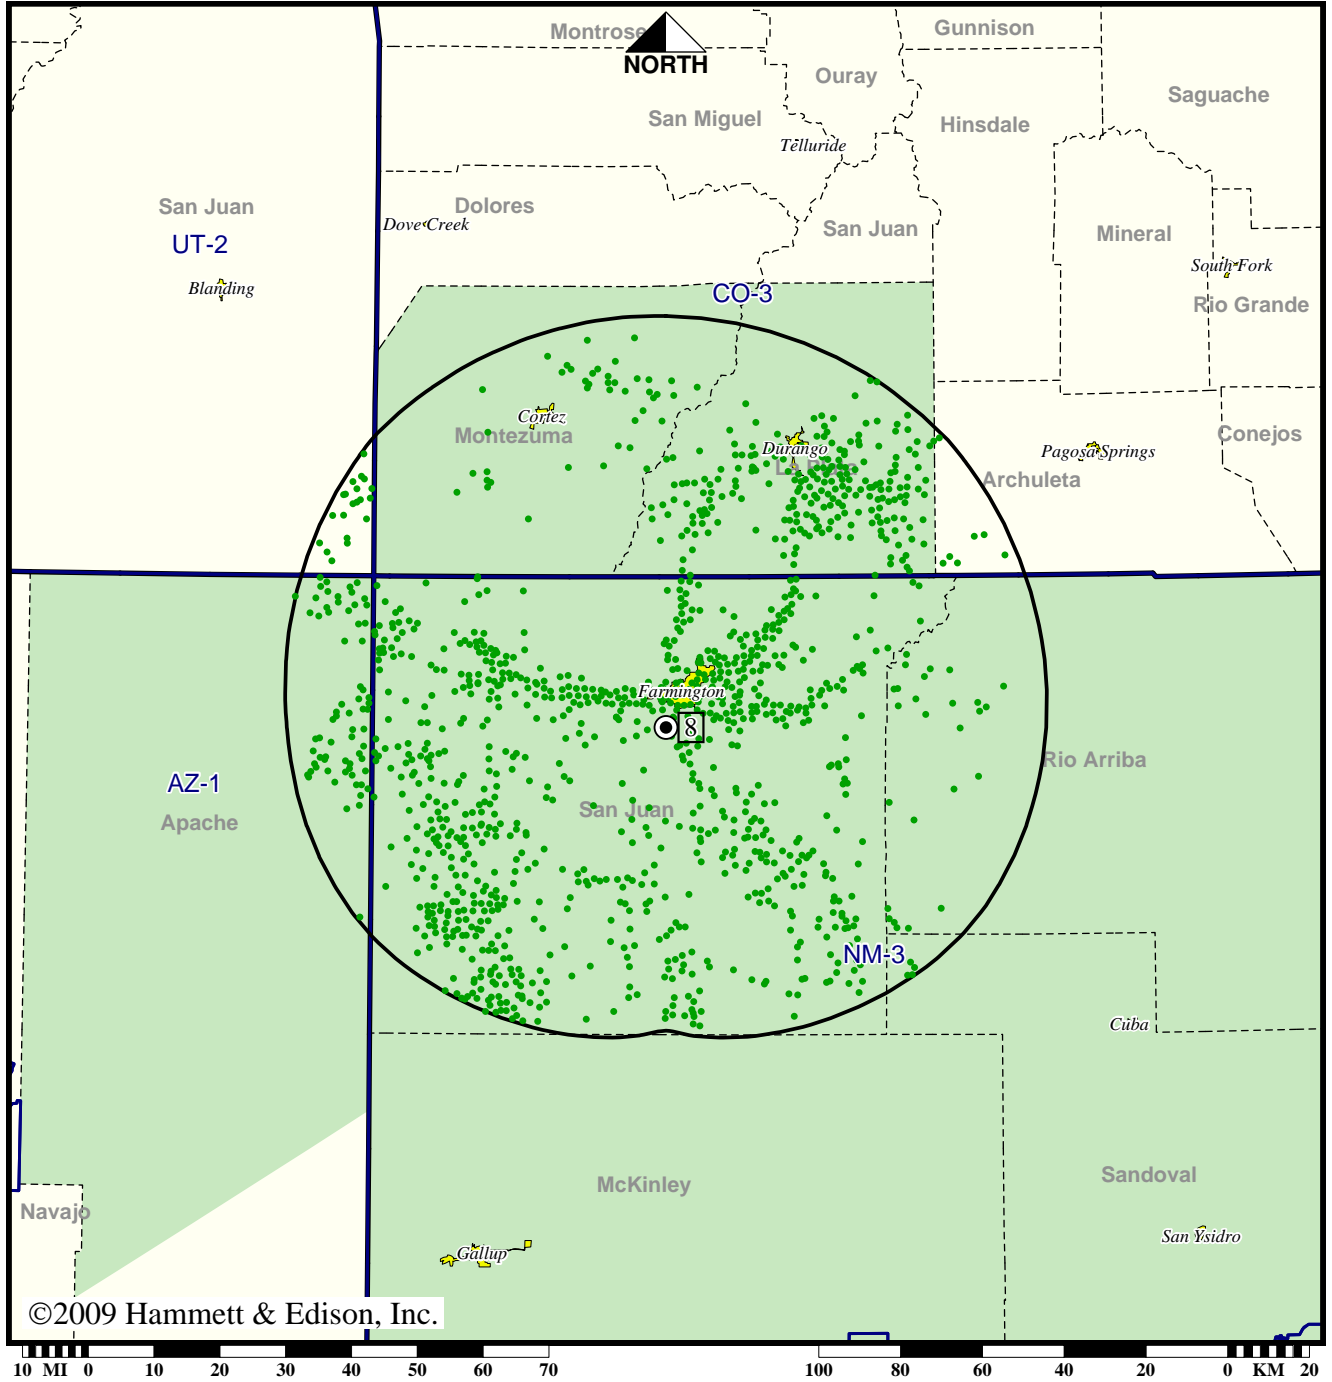 Montrose
Gunnison
NORTH
Ouray
Saguache
San Miguel
Hinsdale
Telluride
San Juan
Dolores
Dove Creek
San Juan
Mineral
UT-2
South Fork
Blanding
CO-3
Rio Grande
Cortez
Montezuma
Durango
La Plata
Pagosa Springs
Conejos
Archuleta
Farmington
8
Rio Arriba
AZ-1
San Juan
Apache
NM-3
Cuba
Sandoval
McKinley
Navajo
San Ysidro
Gallup
©2009 Hammett & Edison, Inc.
10 MI 0 10 20 30 40 50 60 70 100 80 60 40 20 0 KM 20